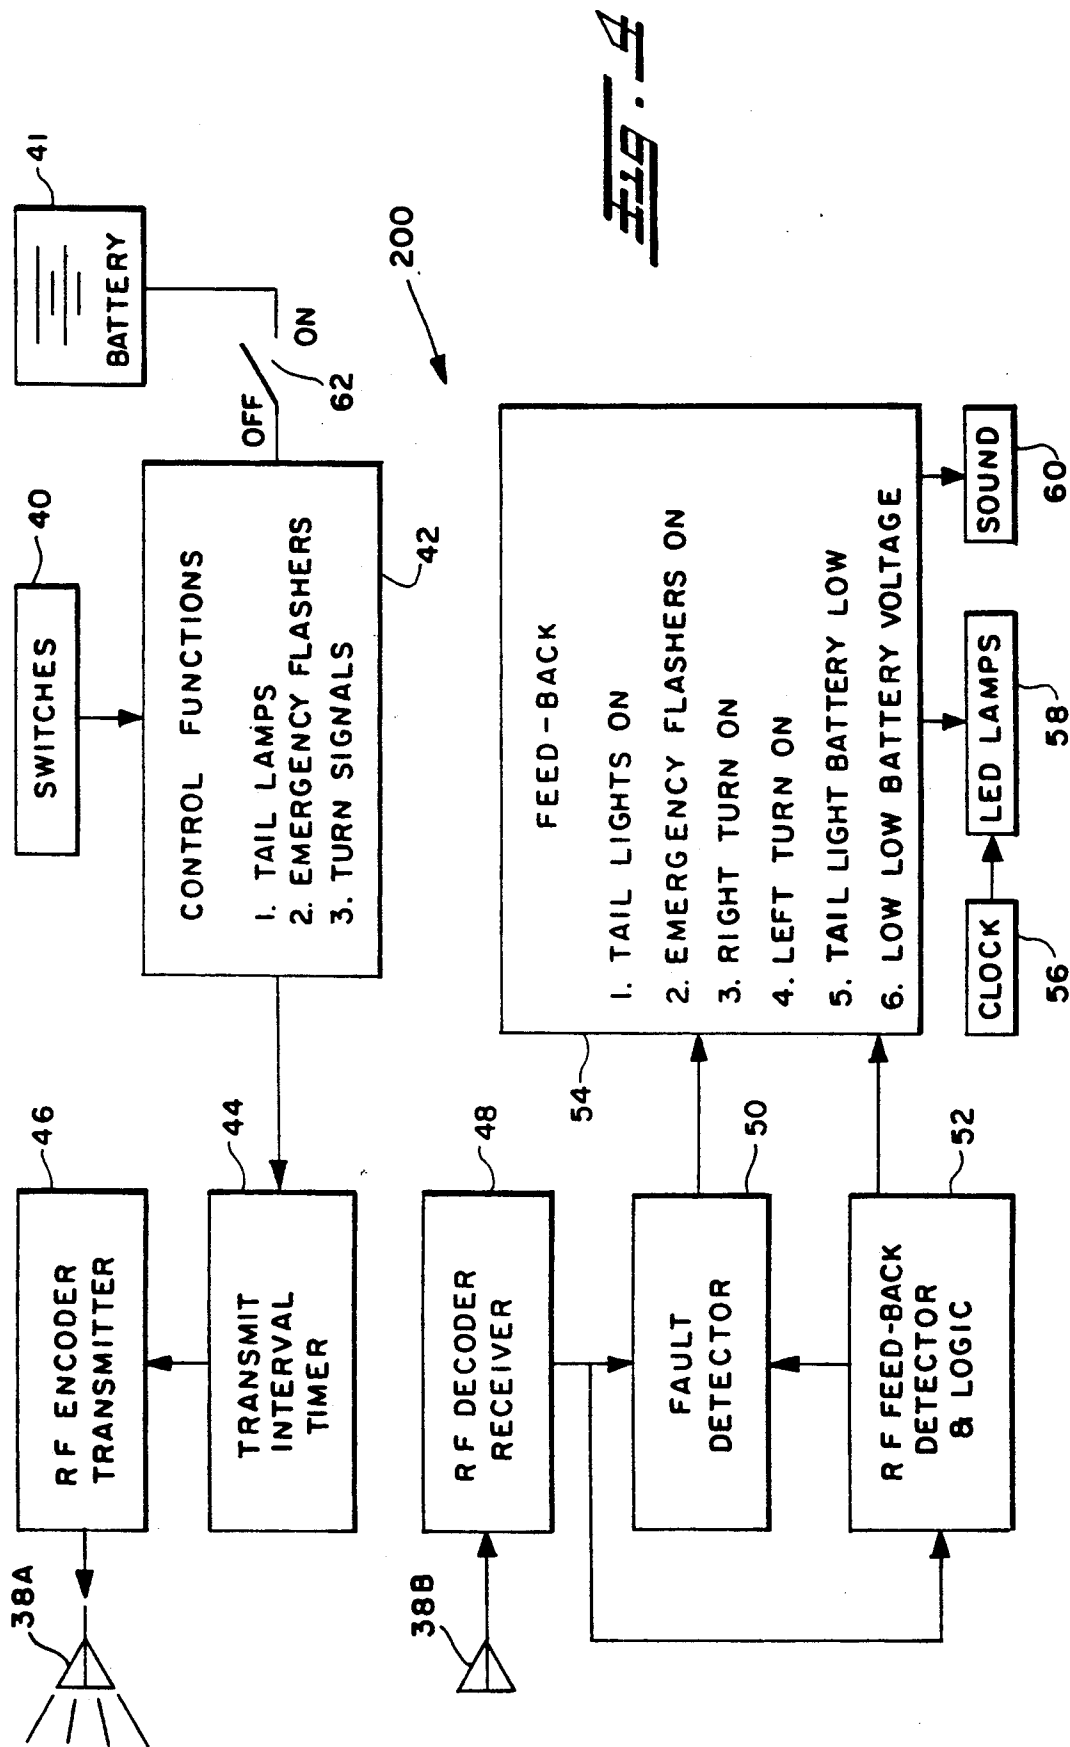 38A
46
RF ENCODER
TRANSMITTER
44
TRANSMIT
INTERVAL
TIMER
40
SWITCHES
CONTROL FUNCTIONS
1. TAIL LAMPS
2. EMERGENCY FLASHERS
3. TURN SIGNALS
42
41
BATTERY
OFF
ON
62
200
38B
48
RF DECODER
RECEIVER
50
FAULT
DETECTOR
52
RF FEED-BACK
DETECTOR
& LOGIC
54
FEED-BACK
1. TAIL LIGHTS ON
2. EMERGENCY FLASHERS ON
3. RIGHT TURN ON
4. LEFT TURN ON
5. TAIL LIGHT BATTERY LOW
6. LOW LOW BATTERY VOLTAGE
CLOCK
56
LED LAMPS
58
SOUND
60
Fig. 4